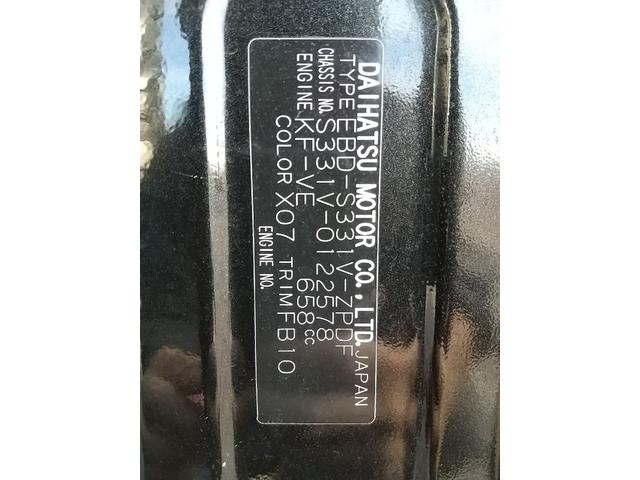 DAIHATSU MOTOR CO., LTD. JAPAN
TYPE EBD-S331V-ZPDF
CHASSIS NO. S331V-0122578
ENGINE KF-VE 658cc
COLOR X07 TRIM FB10
ENGINE NO.